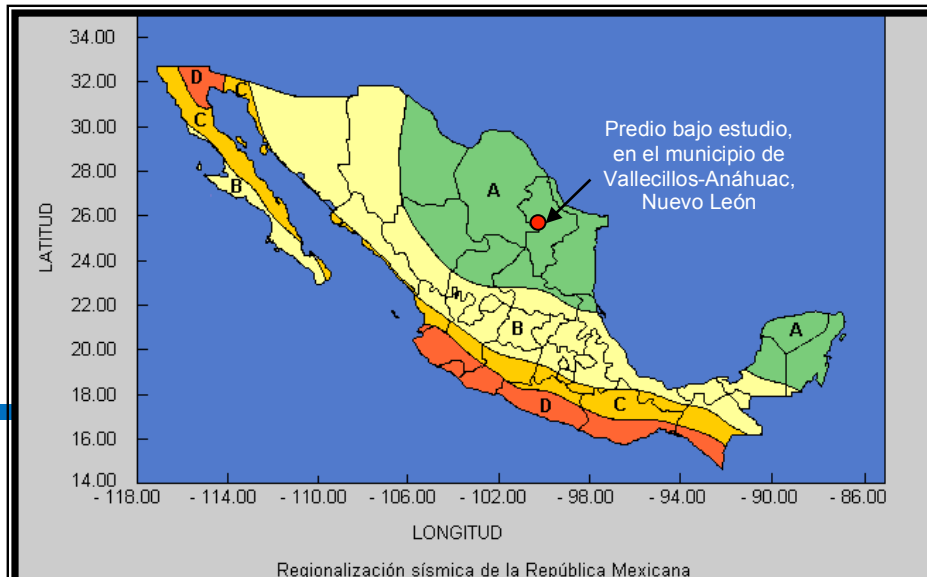 34.00
32.00
30.00
28.00
26.00
24.00
22.00
20.00
18.00
16.00
14.00
LATITUD
D
C
C
B
A
Predio bajo estudio,
en el municipio de
Vallecillos-Anáhuac,
Nuevo León
B
A
C
D
- 118.00 - 114.00 - 110.00 - 106.00 - 102.00 - 98.00 - 94.00 - 90.00 - 86.00
LONGITUD
Regionalización sísmica de la República Mexicana